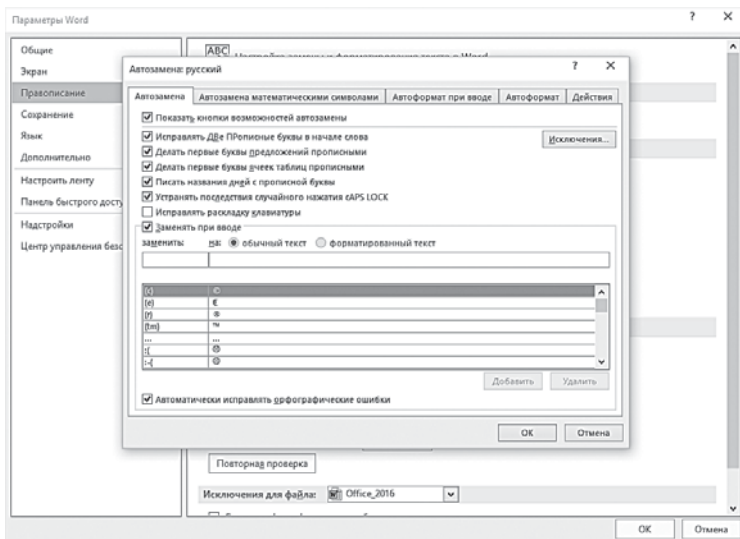 Параметры Word
Общие
Экран
Правописание
Сохранение
Язык
Дополнительно
Настроить ленту
Панель быстрого дост
Надстройки
Центр управления безо
ABC
Автозамена: русский
Автозамена Автозамена математическими символами Автоформат при вводе Автоформат Действия
Показать кнопки возможностей автозамены
Исправлять ДВе ПРописные буквы в начале слова
Исключения...
Делать первые буквы предложений прописными
Делать первые буквы ячеек таблиц прописными
Писать названия дней с прописной буквы
Устранять последствия случайного нажатия cAPS LOCK
Исправлять раскладку клавиатуры
Заменять при вводе
заменить: на: обычный текст форматированный текст
(c) ©
(e) €
(r) ®
(tm) ™
... ...
:( ☹
:-( ☹
Добавить Удалить
Автоматически исправлять орфографические ошибки
ОК Отмена
Повторная проверка
Исключения для файла: Office_2016
ОК Отмена